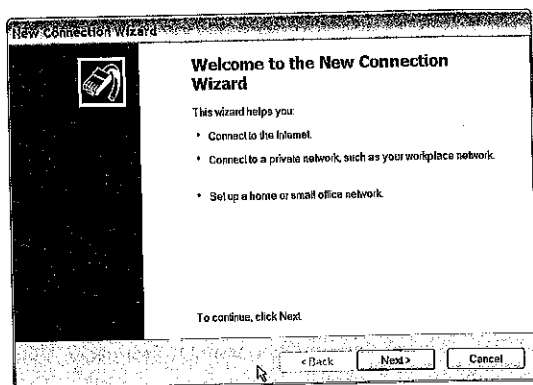 New Connection Wizard
Welcome to the New Connection
Wizard
This wizard helps you:
• Connect to the Internet.
• Connect to a private network, such as your workplace network.
• Set up a home or small office network.
To continue, click Next.
< Back
Next >
Cancel